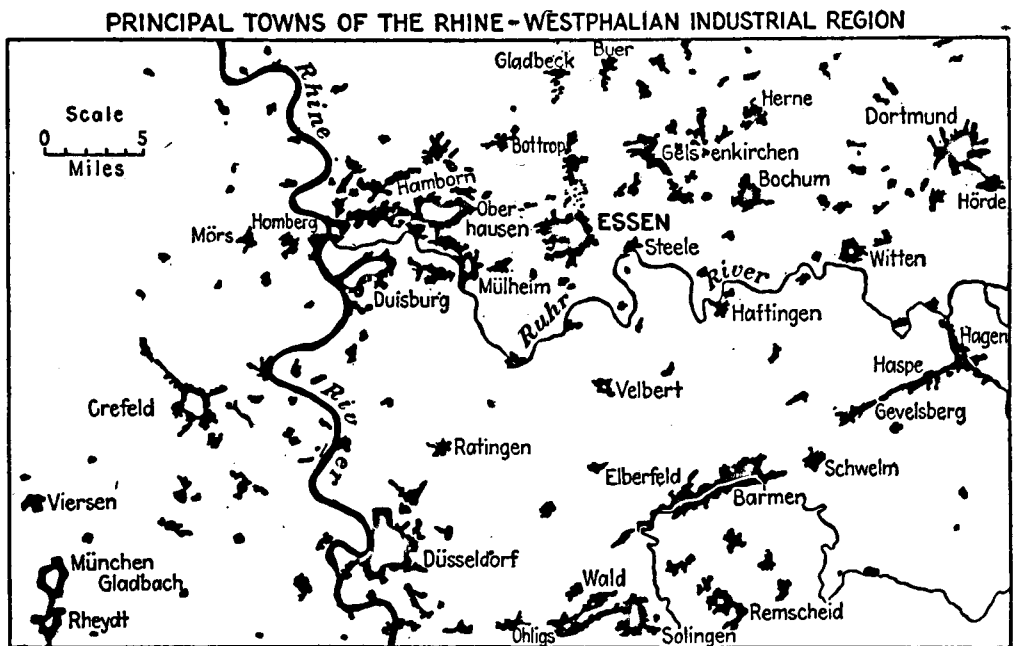 PRINCIPAL TOWNS OF THE RHINE-WESTPHALIAN INDUSTRIAL REGION
Scale
0 5
Miles
Rhine
River
Gladbeck
Buer
Herne
Dortmund
Bottrop
Gelsenkirchen
Hamborn
Bochum
Hörde
Ober-
hausen
Homberg
Mörs
ESSEN
Steele
River
Witten
Duisburg
Mülheim
Ruhr
Haftingen
Hagen
Haspe
Crefeld
Velbert
Gevelsberg
Ratingen
Elberfeld
Schwelm
Barmen
Viersen
München
Gladbach
Düsseldorf
Wald
Rheydt
Ohligs
Solingen
Remscheid